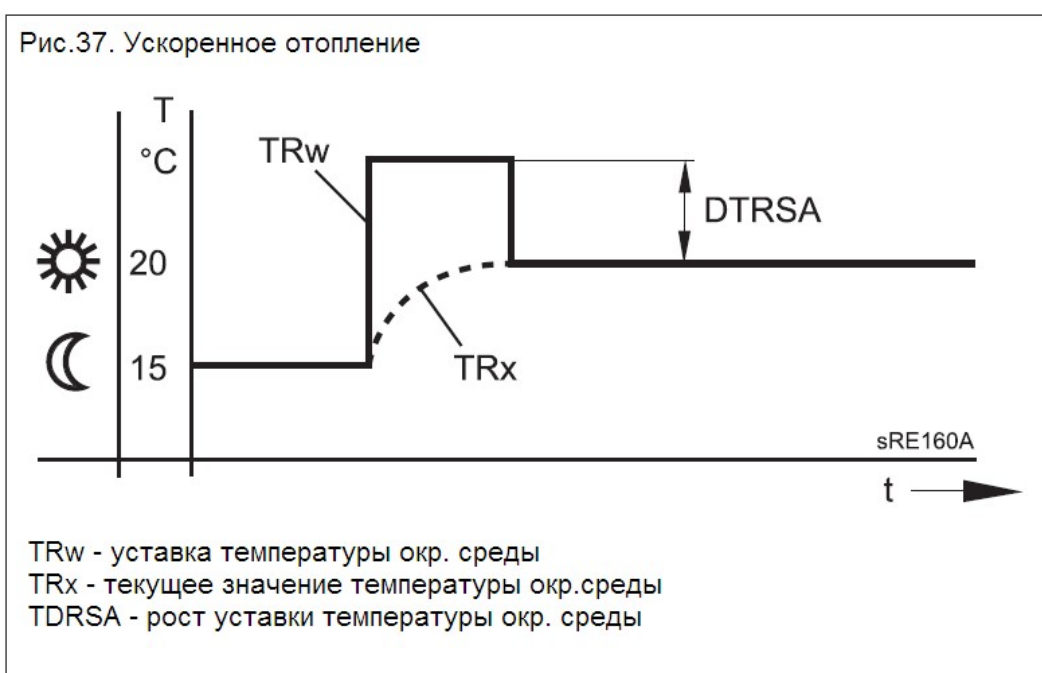 Рис.37. Ускоренное отопление
T
°C
TRw
DTRSA
20
TRx
15
sRE160A
t
TRw - уставка температуры окр. среды
TRx - текущее значение температуры окр.среды
TDRSA - рост уставки температуры окр. среды